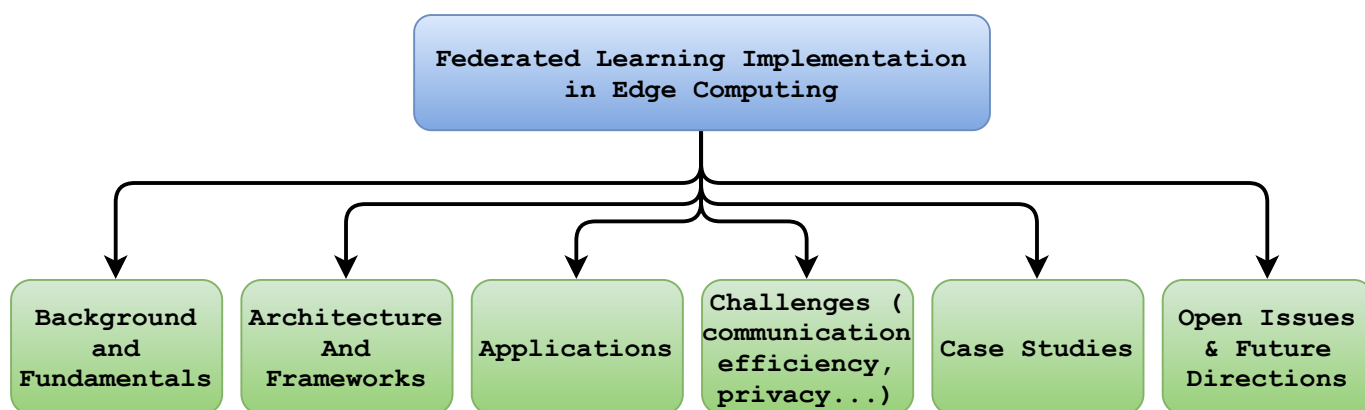 Federated Learning Implementation
in Edge Computing
Background
and
Fundamentals
Architecture
And
Frameworks
Applications
Challenges (
communication
efficiency,
privacy...)
Case Studies
Open Issues
& Future
Directions